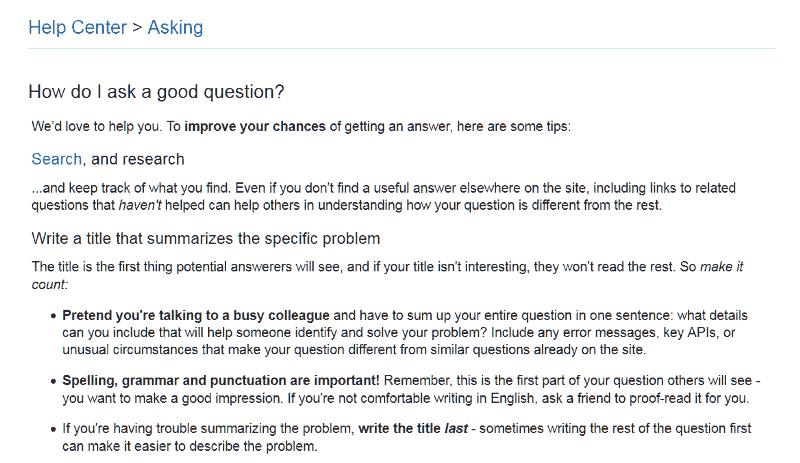 Help Center > Asking
How do I ask a good question?
We'd love to help you. To improve your chances of getting an answer, here are some tips:
Search, and research
...and keep track of what you find. Even if you don't find a useful answer elsewhere on the site, including links to related
questions that haven't helped can help others in understanding how your question is different from the rest.
Write a title that summarizes the specific problem
The title is the first thing potential answerers will see, and if your title isn't interesting, they won't read the rest. So make it
count:
• Pretend you're talking to a busy colleague and have to sum up your entire question in one sentence: what details
can you include that will help someone identify and solve your problem? Include any error messages, key APIs, or
unusual circumstances that make your question different from similar questions already on the site.
• Spelling, grammar and punctuation are important! Remember, this is the first part of your question others will see -
you want to make a good impression. If you're not comfortable writing in English, ask a friend to proof-read it for you.
• If you're having trouble summarizing the problem, write the title last - sometimes writing the rest of the question first
can make it easier to describe the problem.